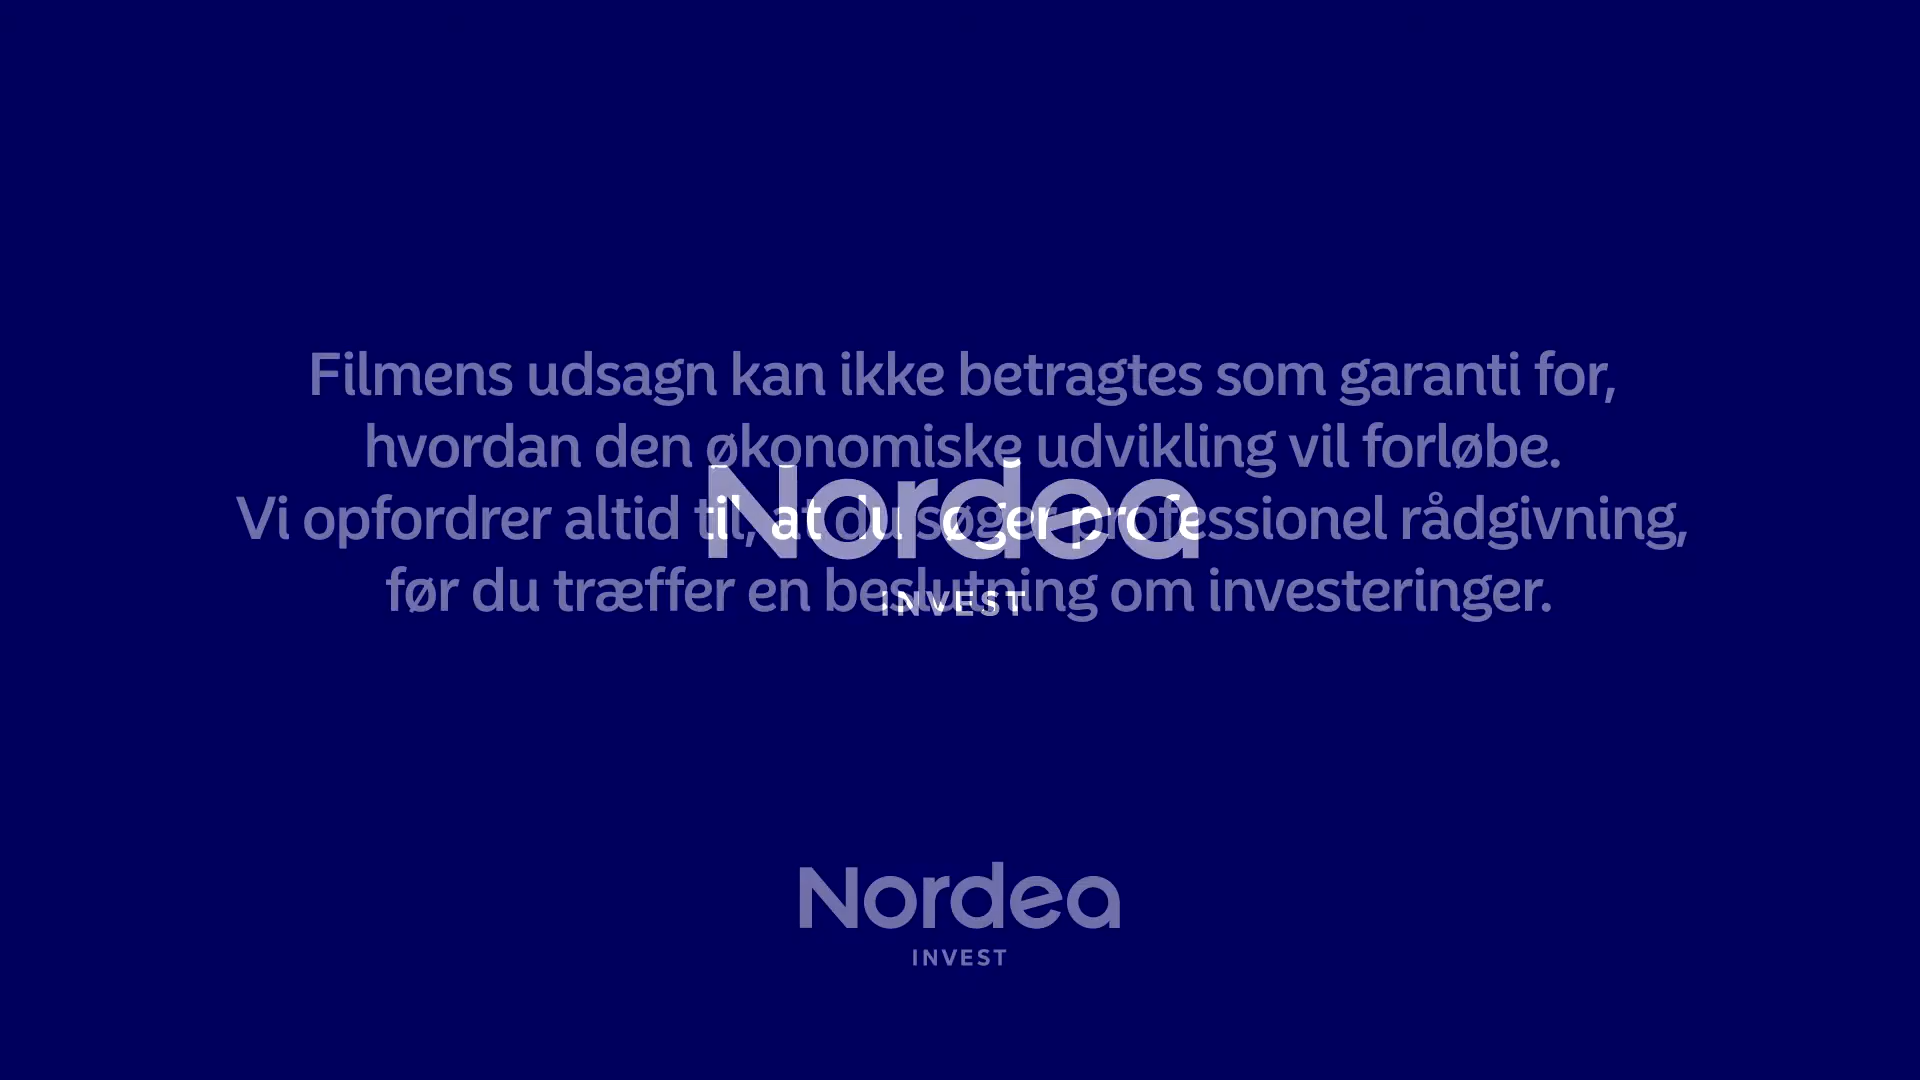 Filmens udsagn kan ikke betragtes som garanti for,
hvordan den økonomiske udvikling vil forløbe.
Nordea
Vi opfordrer altid til, at du søger professionel rådgivning,
før du træffer en beslutning om investeringer.
INVEST
Nordea
INVEST